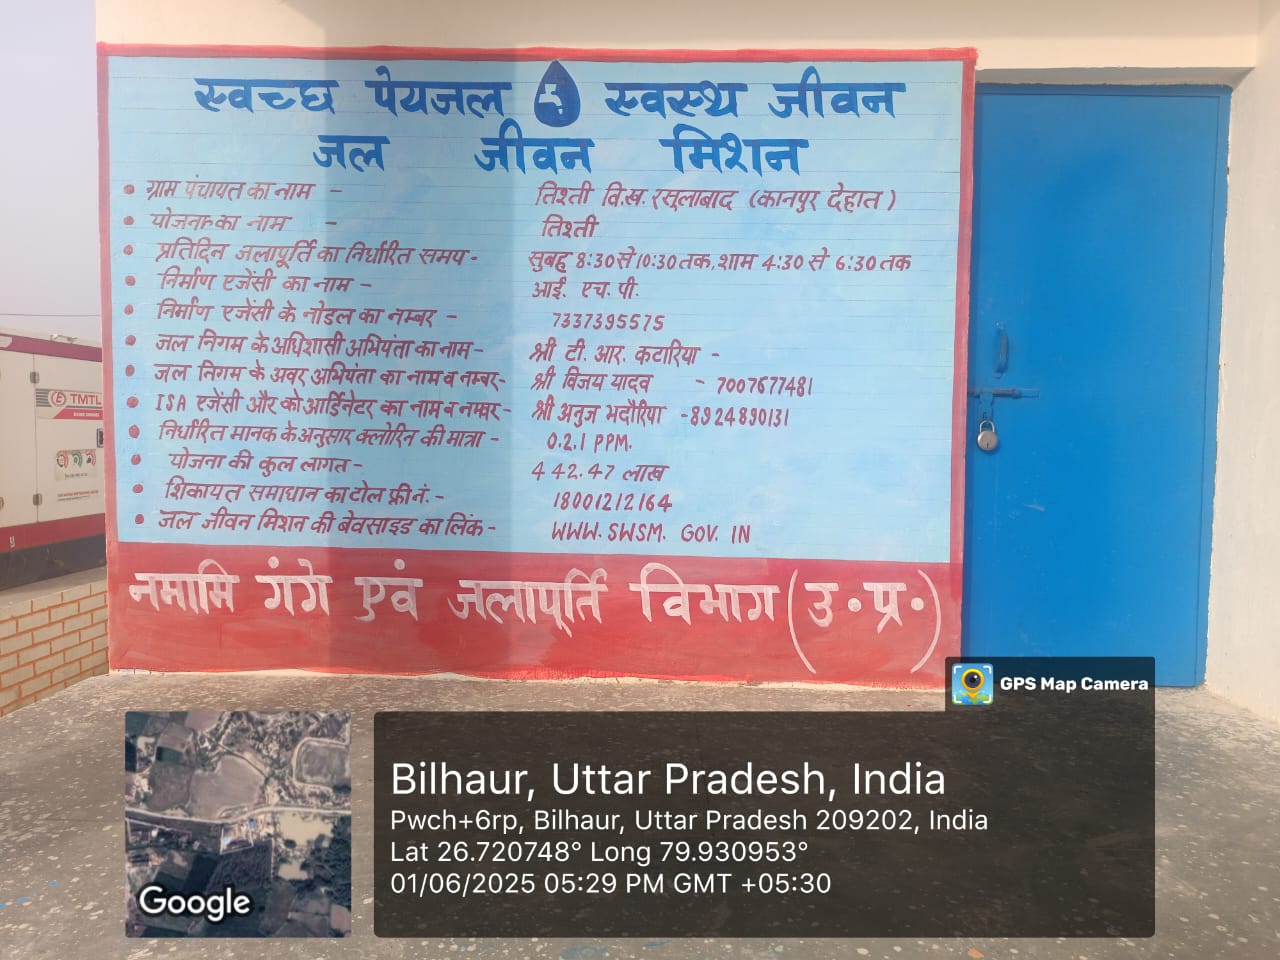 स्वच्छ पेयजल स्वस्थ जीवन
जल जीवन मिशन
• ग्राम पंचायत का नाम - तिश्ती वि.ख. रसूलाबाद (कानपुर देहात)
• योजना का नाम - तिश्ती
• प्रतिदिन जलापूर्ति का निर्धारित समय - सुबह 8:30 से 10:30 तक, शाम 4:30 से 6:30 तक
• निर्माण एजेंसी का नाम - आई. एच. पी.
• निर्माण एजेंसी के नोडल का नम्बर - 7337395575
• जल निगम के अधिशासी अभियंता का नाम - श्री टी. आर. कटारिया -
• जल निगम के अवर अभियंता का नाम व नम्बर - श्री विजय यादव - 7007677481
• ISA एजेंसी और को आर्डिनेटर का नाम व नम्बर - श्री अनुज भदौरिया - 8924890131
• निर्धारित मानक के अनुसार क्लोरिन की मात्रा - 0.2.1 PPM.
• योजना की कुल लागत - 442.47 लाख
• शिकायत समाधान का टोल फ्री नं. - 18001212164
• जल जीवन मिशन की बेवसाइड का लिंक - WWW.SWSM. GOV. IN
नमामि गंगे एवं जलापूर्ति विभाग (उ॰प्र॰)
TMTL
GPS Map Camera
Bilhaur, Uttar Pradesh, India
Pwch+6rp, Bilhaur, Uttar Pradesh 209202, India
Lat 26.720748° Long 79.930953°
01/06/2025 05:29 PM GMT +05:30
Google